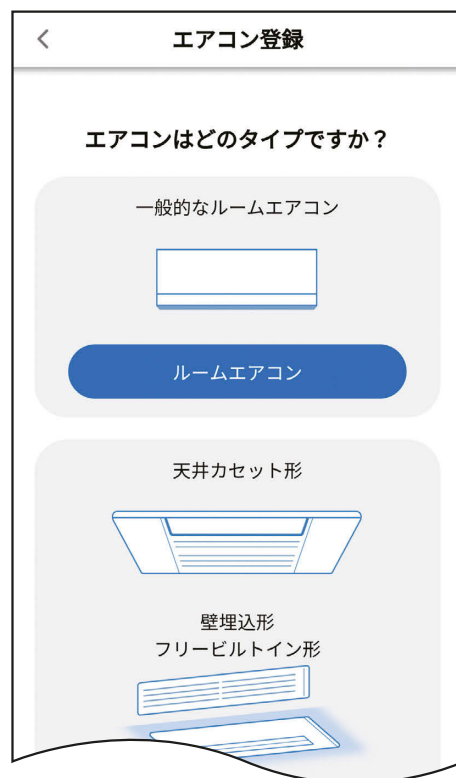 エアコン登録
エアコンはどのタイプですか？
一般的なルームエアコン
ルームエアコン
天井カセット形
壁埋込形
フリービルトイン形